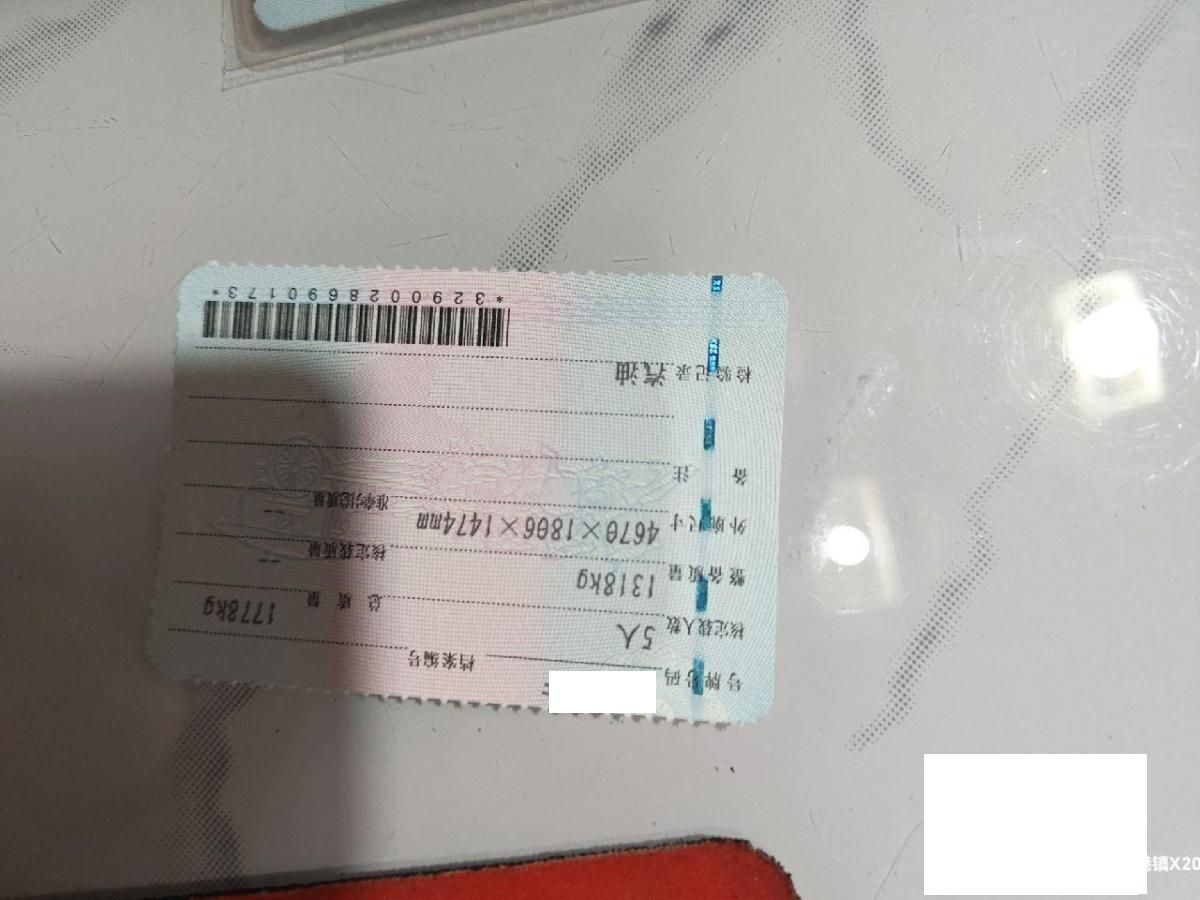 号牌号码 档案编号
核定载人数 5人 总质量 1778kg
整备质量 1318kg 核定载质量 --
外廓尺寸 4670×1806×1474mm 准牵引总质量 --
备注
检验记录 汽油
*3290028690173*
镇X20